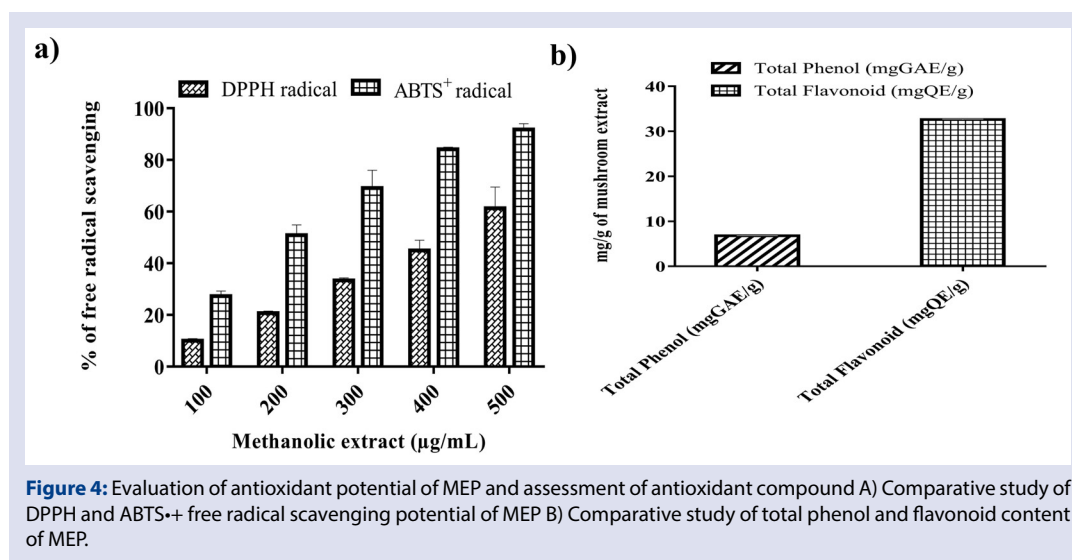 a)
DPPH radical ABTS+ radical
% of free radical scavenging
100
80
60
40
20
0
100 200 300 400 500
Methanolic extract (µg/mL)
b)
Total Phenol (mgGAE/g)
Total Flavonoid (mgQE/g)
mg/g of mushroom extract
40
30
20
10
0
Total Phenol (mgGAE/g) Total Flavonoid (mgQE/g)
Figure 4: Evaluation of antioxidant potential of MEP and assessment of antioxidant compound A) Comparative study of
DPPH and ABTS•+ free radical scavenging potential of MEP B) Comparative study of total phenol and flavonoid content
of MEP.